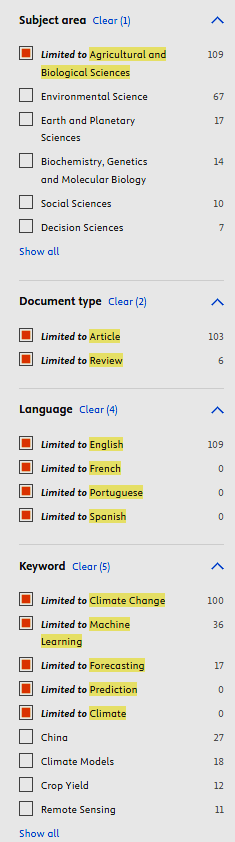 Subject area Clear (1)
Limited to Agricultural and 109
Biological Sciences
Environmental Science 67
Earth and Planetary 17
Sciences
Biochemistry, Genetics 14
and Molecular Biology
Social Sciences 10
Decision Sciences 7
Show all
Document type Clear (2)
Limited to Article 103
Limited to Review 6
Language Clear (4)
Limited to English 109
Limited to French 0
Limited to Portuguese 0
Limited to Spanish 0
Keyword Clear (5)
Limited to Climate Change 100
Limited to Machine 36
Learning
Limited to Forecasting 17
Limited to Prediction 0
Limited to Climate 0
China 27
Climate Models 18
Crop Yield 12
Remote Sensing 11
Show all